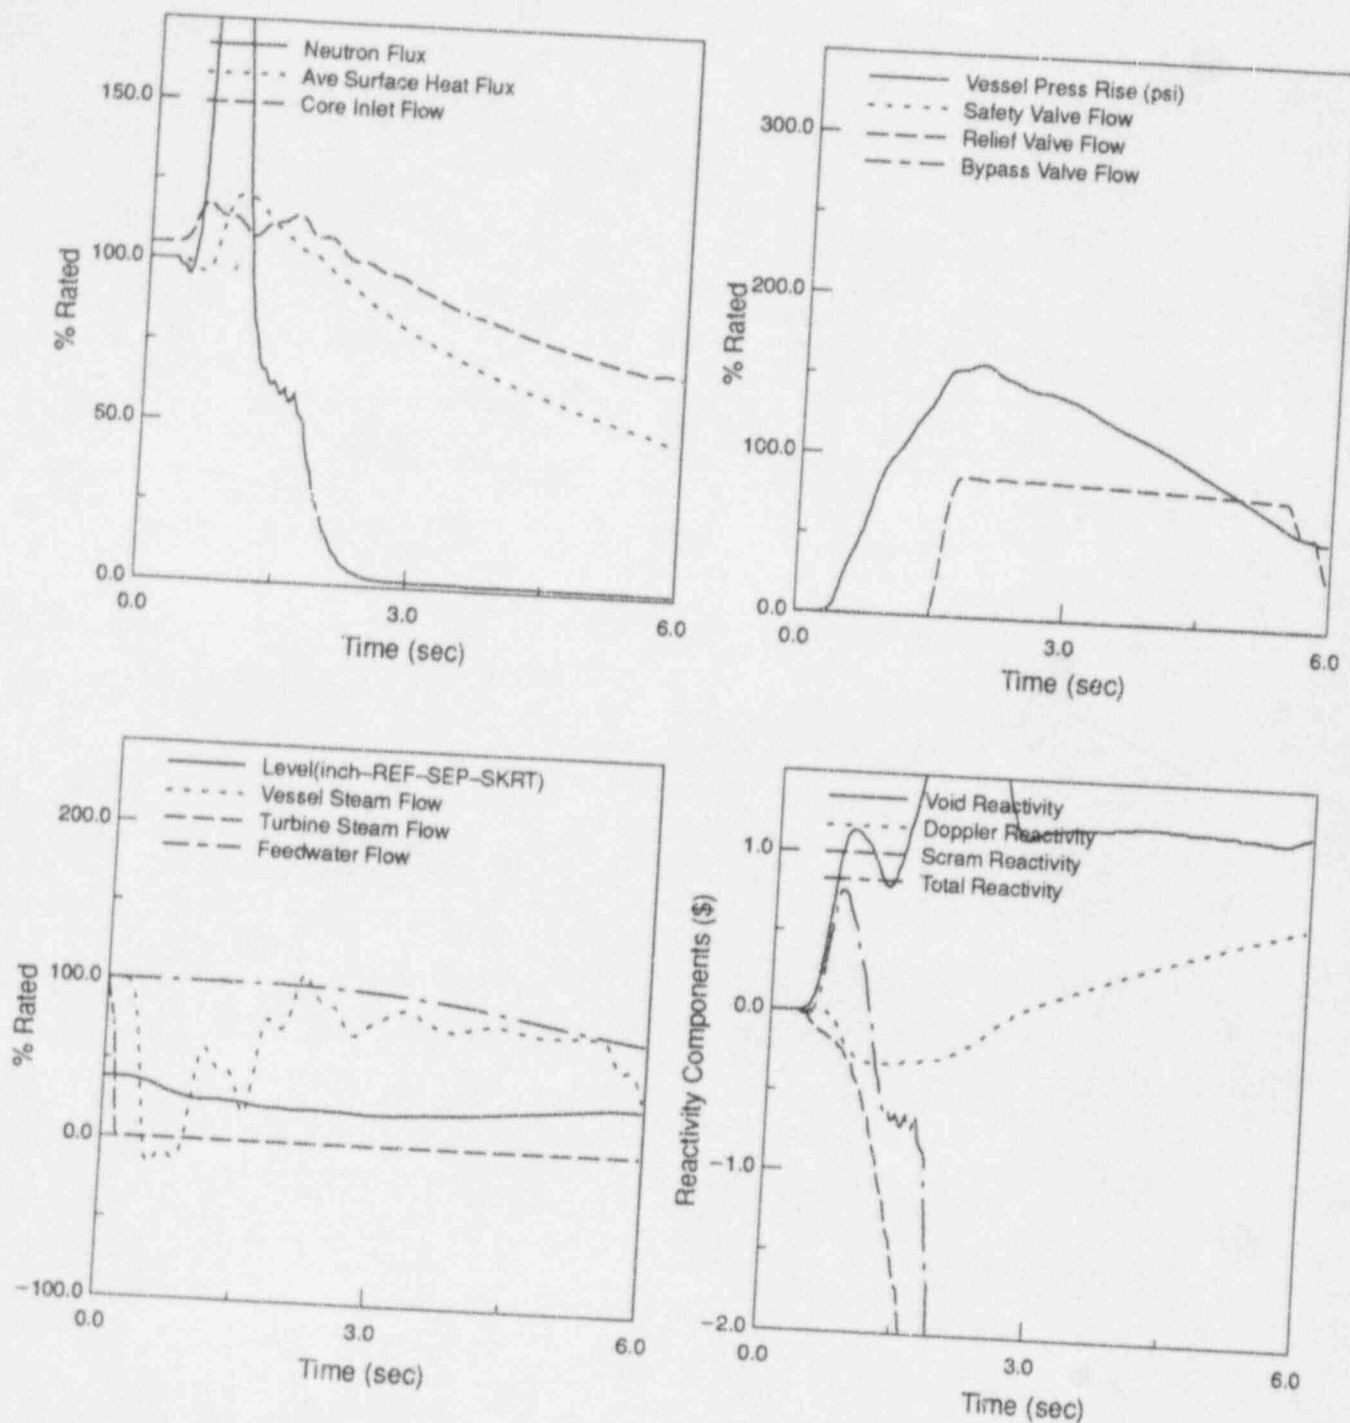 Neutron Flux
Ave Surface Heat Flux
Core Inlet Flow
150.0
100.0
50.0
0.0
% Rated
0.0
3.0
6.0
Time (sec)
Vessel Press Rise (psi)
Safety Valve Flow
Relief Valve Flow
Bypass Valve Flow
300.0
200.0
100.0
0.0
% Rated
0.0
3.0
6.0
Time (sec)
Level(inch-REF-SEP-SKRT)
Vessel Steam Flow
Turbine Steam Flow
Feedwater Flow
200.0
100.0
0.0
-100.0
% Rated
0.0
3.0
6.0
Time (sec)
Void Reactivity
Doppler Reactivity
Scram Reactivity
Total Reactivity
1.0
0.0
-1.0
-2.0
Reactivity Components ($)
0.0
3.0
6.0
Time (sec)